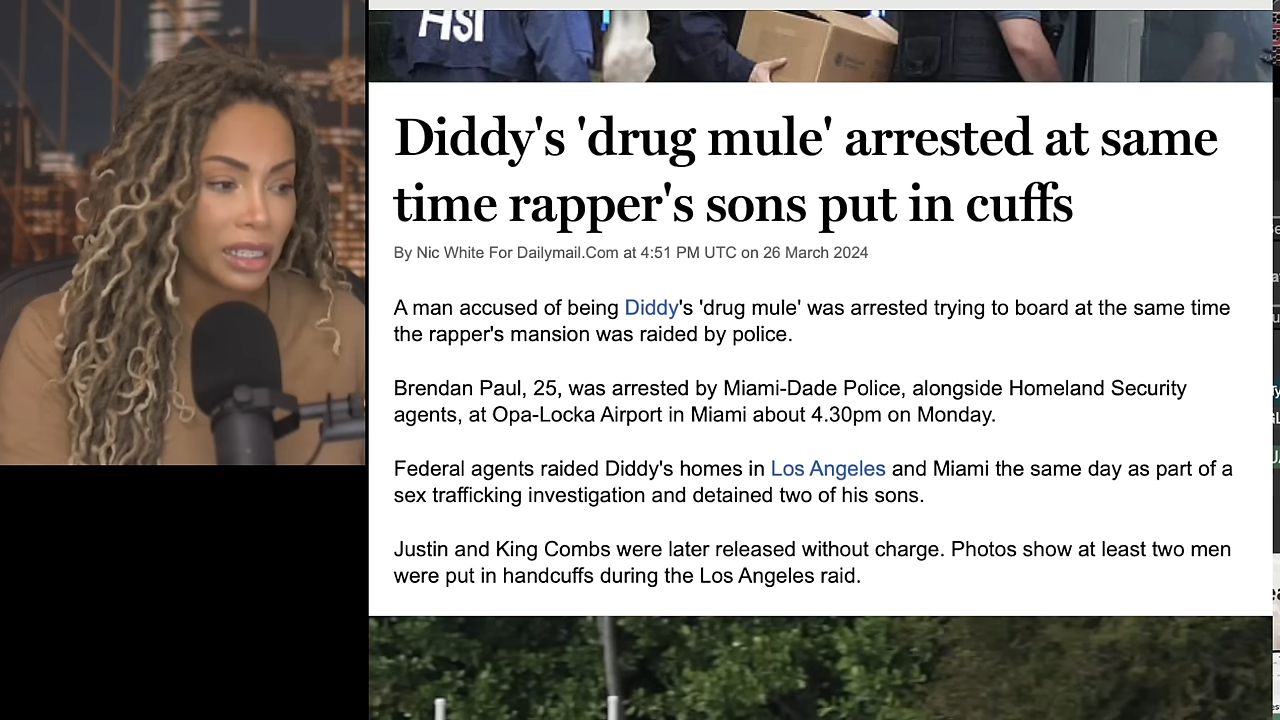 HSI
Diddy's 'drug mule' arrested at same
time rapper's sons put in cuffs
By Nic White For Dailymail.Com at 4:51 PM UTC on 26 March 2024
A man accused of being Diddy's 'drug mule' was arrested trying to board at the same time
the rapper's mansion was raided by police.
Brendan Paul, 25, was arrested by Miami-Dade Police, alongside Homeland Security
agents, at Opa-Locka Airport in Miami about 4.30pm on Monday.
Federal agents raided Diddy's homes in Los Angeles and Miami the same day as part of a
sex trafficking investigation and detained two of his sons.
Justin and King Combs were later released without charge. Photos show at least two men
were put in handcuffs during the Los Angeles raid.